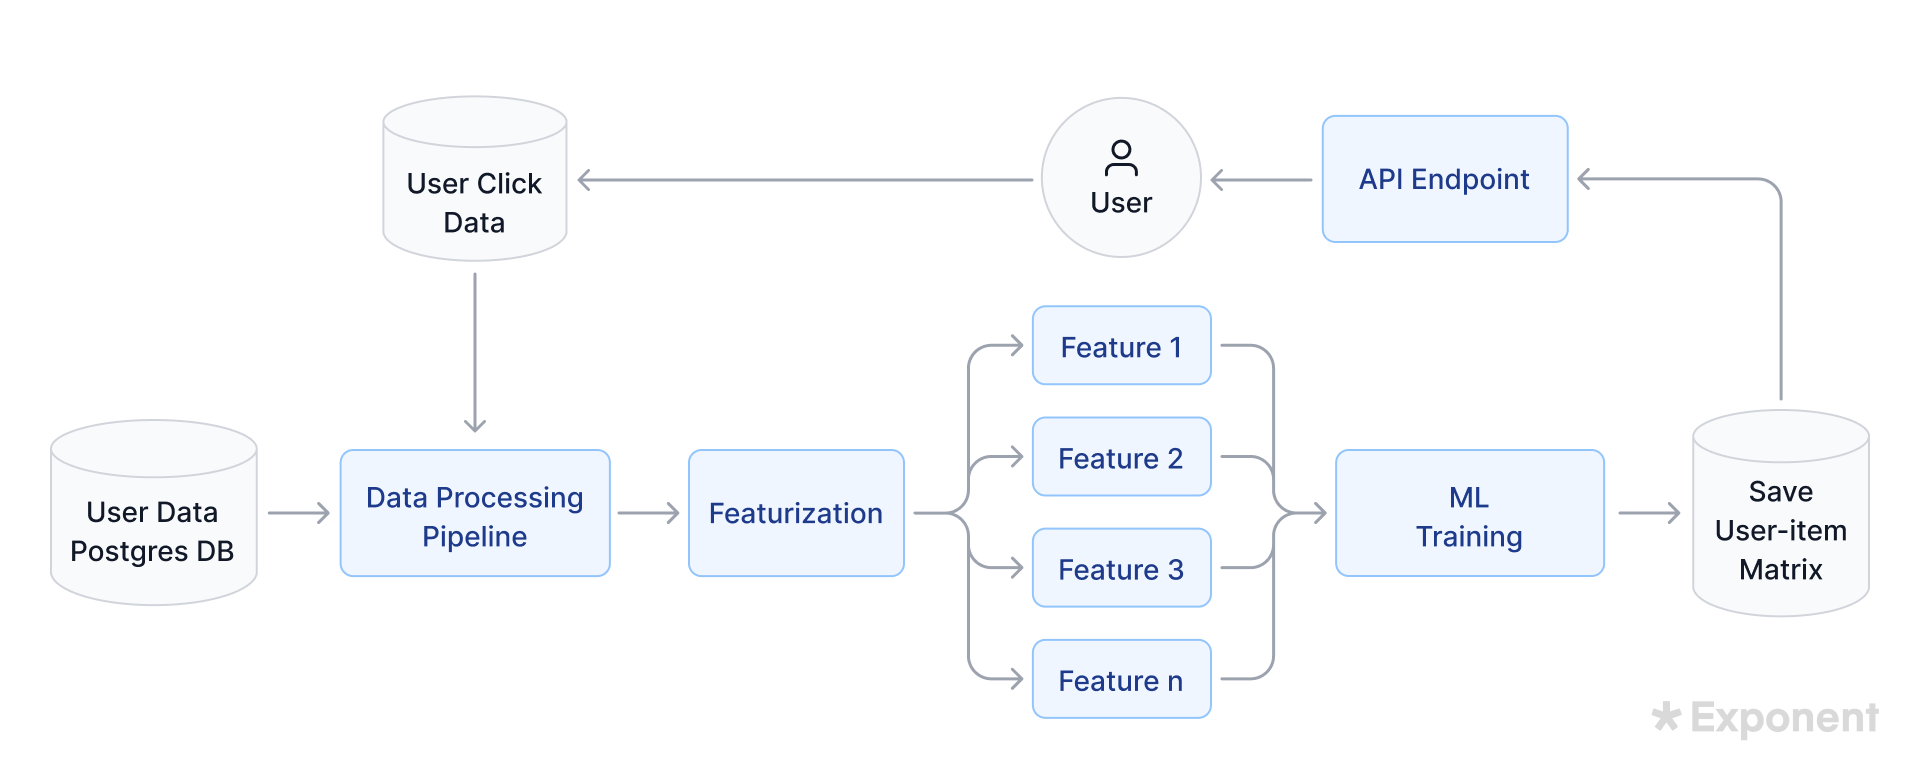 User Click
Data
User
API Endpoint
User Data
Postgres DB
Data Processing
Pipeline
Featurization
Feature 1
Feature 2
Feature 3
Feature n
ML
Training
Save
User-item
Matrix
Exponent